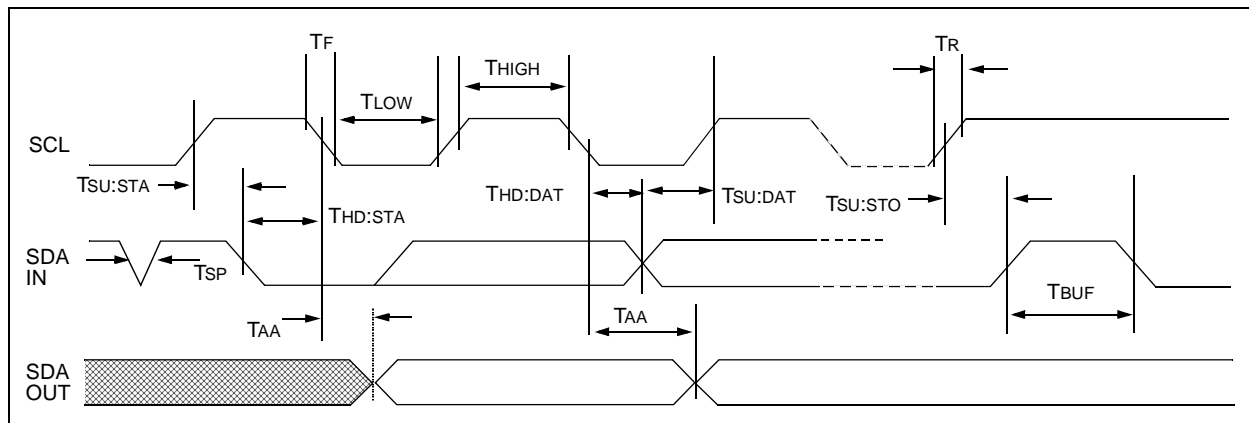 TF
TR
THIGH
TLOW
SCL
TSU:STA
THD:STA
THD:DAT
TSU:DAT
TSU:STO
SDA
IN
TSP
TBUF
TAA
TAA
SDA
OUT